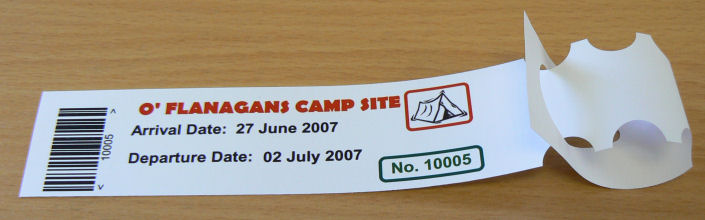 O' FLANAGANS CAMP SITE
Arrival Date: 27 June 2007
Departure Date: 02 July 2007
No. 10005
< 10005 >